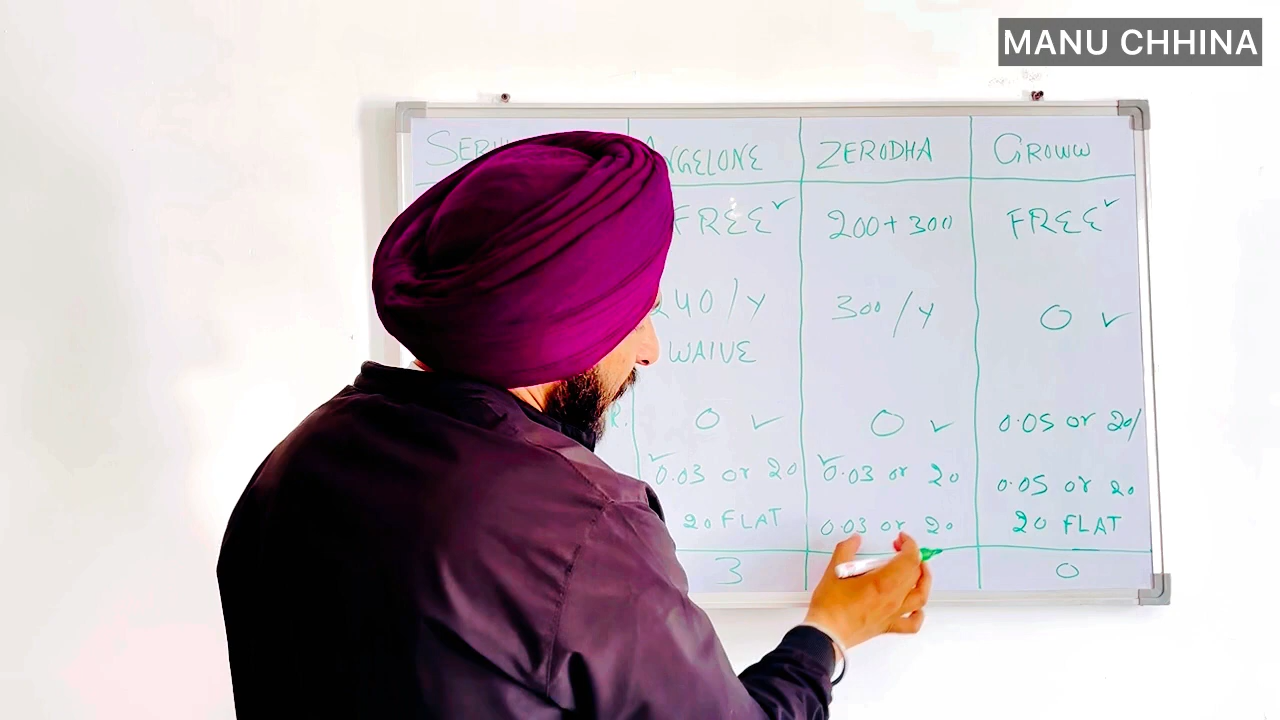 MANU CHHINA
ANGELONE ZERODHA GROWW
FREE ✓ 200+300 FREE ✓
240/Y 300/Y 0 ✓
WAIVE
R. 0 ✓ 0 ✓ 0.05 or 20/
✓ 0.03 or 20 ✓ 0.03 or 20 0.05 or 20
20 FLAT 0.03 or 20 20 FLAT
3 0